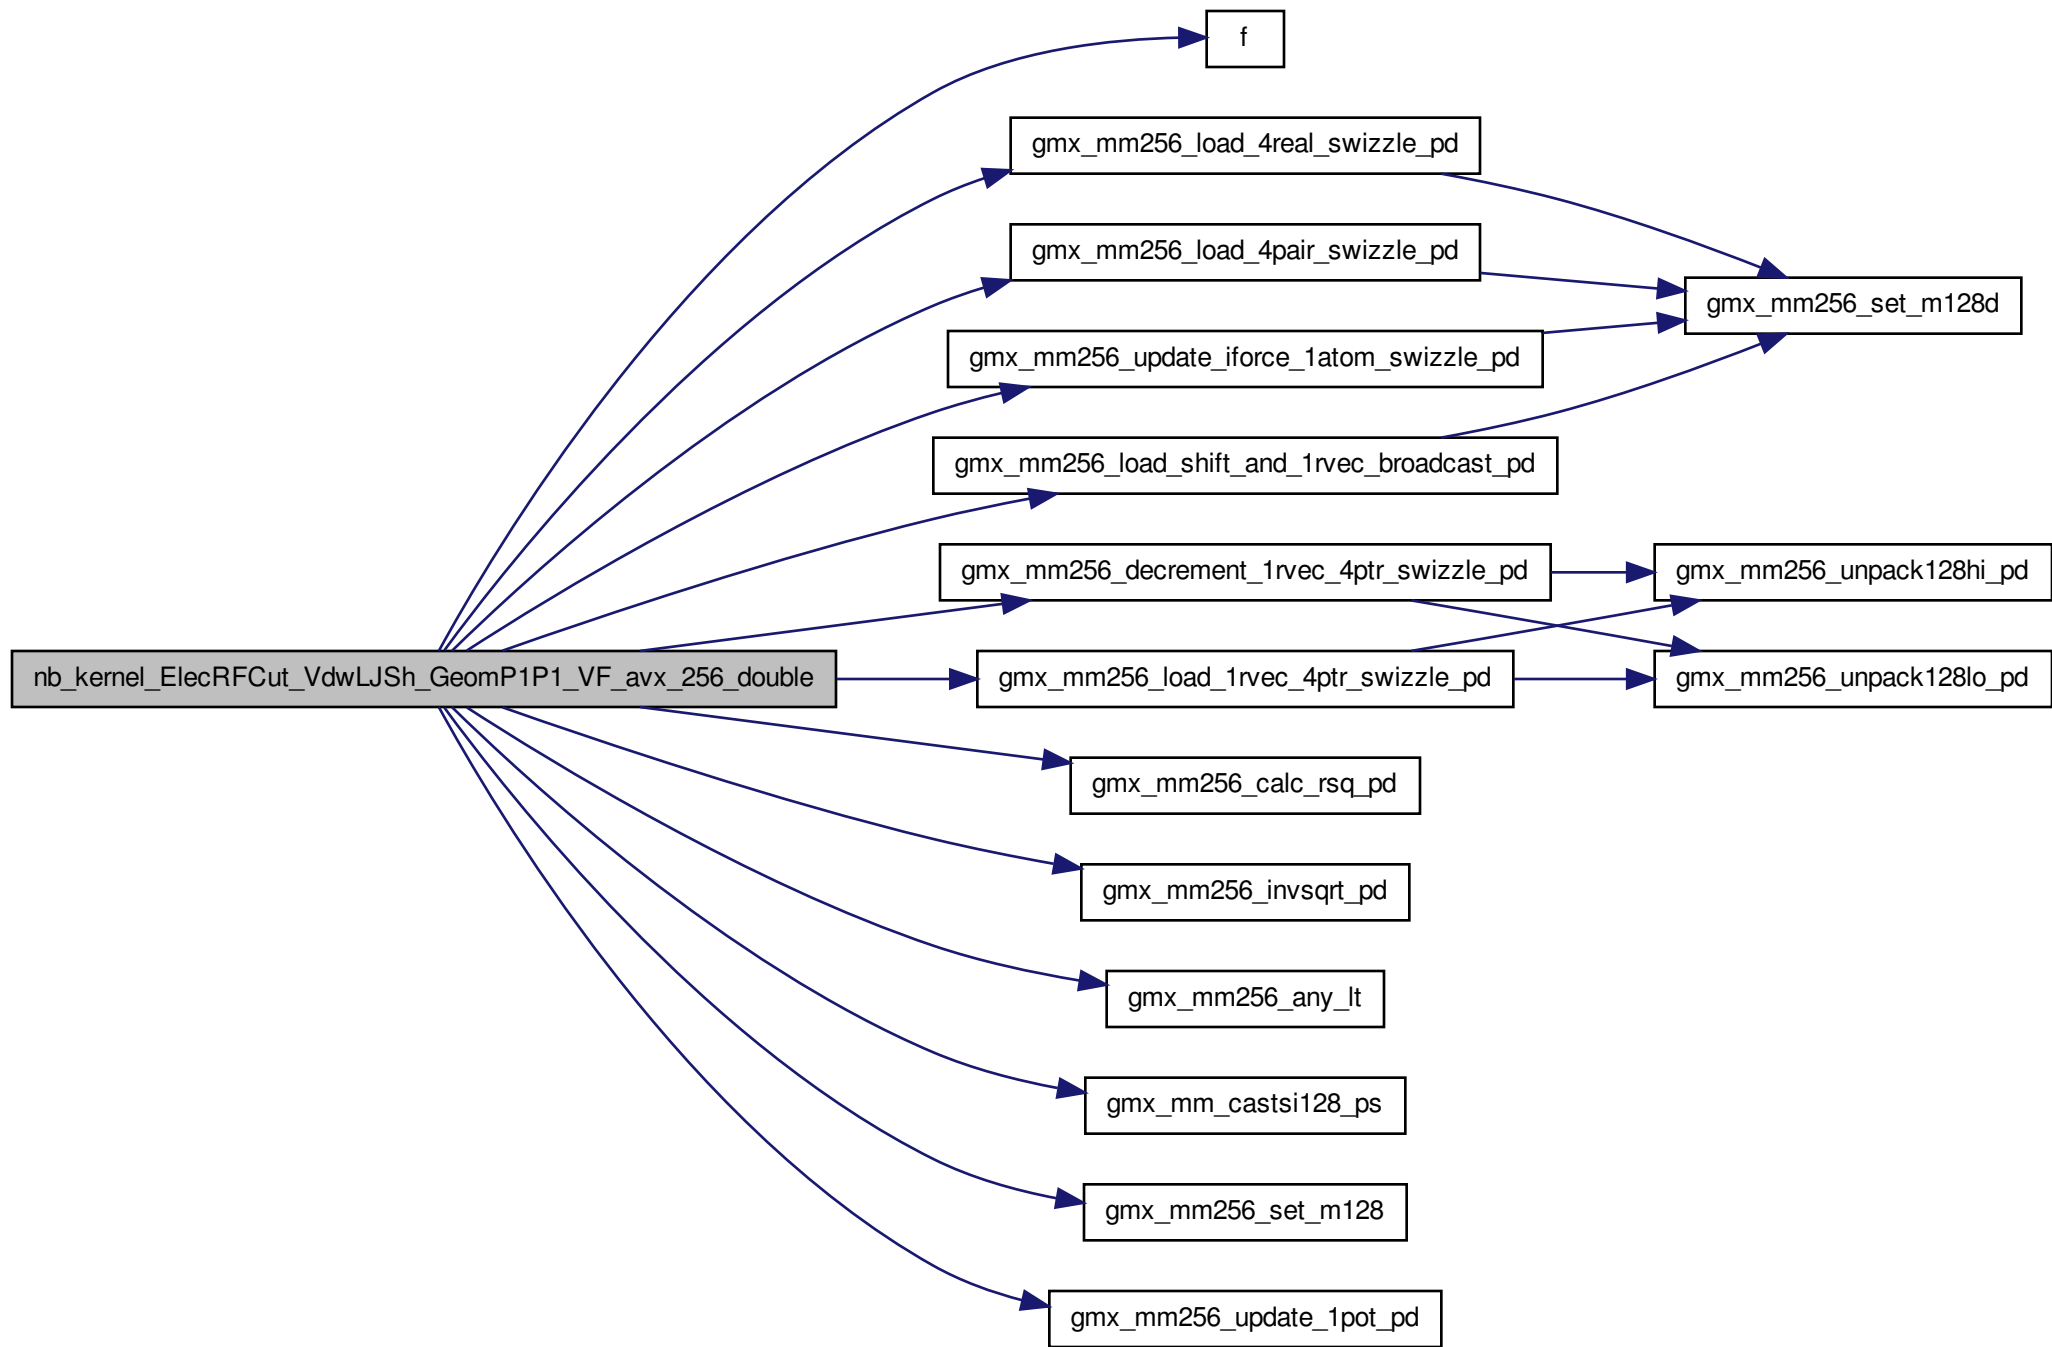 f
gmx_mm256_load_4real_swizzle_pd
gmx_mm256_load_4pair_swizzle_pd
gmx_mm256_set_m128d
gmx_mm256_update_iforce_1atom_swizzle_pd
gmx_mm256_load_shift_and_1rvec_broadcast_pd
gmx_mm256_decrement_1rvec_4ptr_swizzle_pd
gmx_mm256_unpack128hi_pd
nb_kernel_ElecRFCut_VdwLJSh_GeomP1P1_VF_avx_256_double
gmx_mm256_load_1rvec_4ptr_swizzle_pd
gmx_mm256_unpack128lo_pd
gmx_mm256_calc_rsq_pd
gmx_mm256_invsqrt_pd
gmx_mm256_any_lt
gmx_mm_castsi128_ps
gmx_mm256_set_m128
gmx_mm256_update_1pot_pd